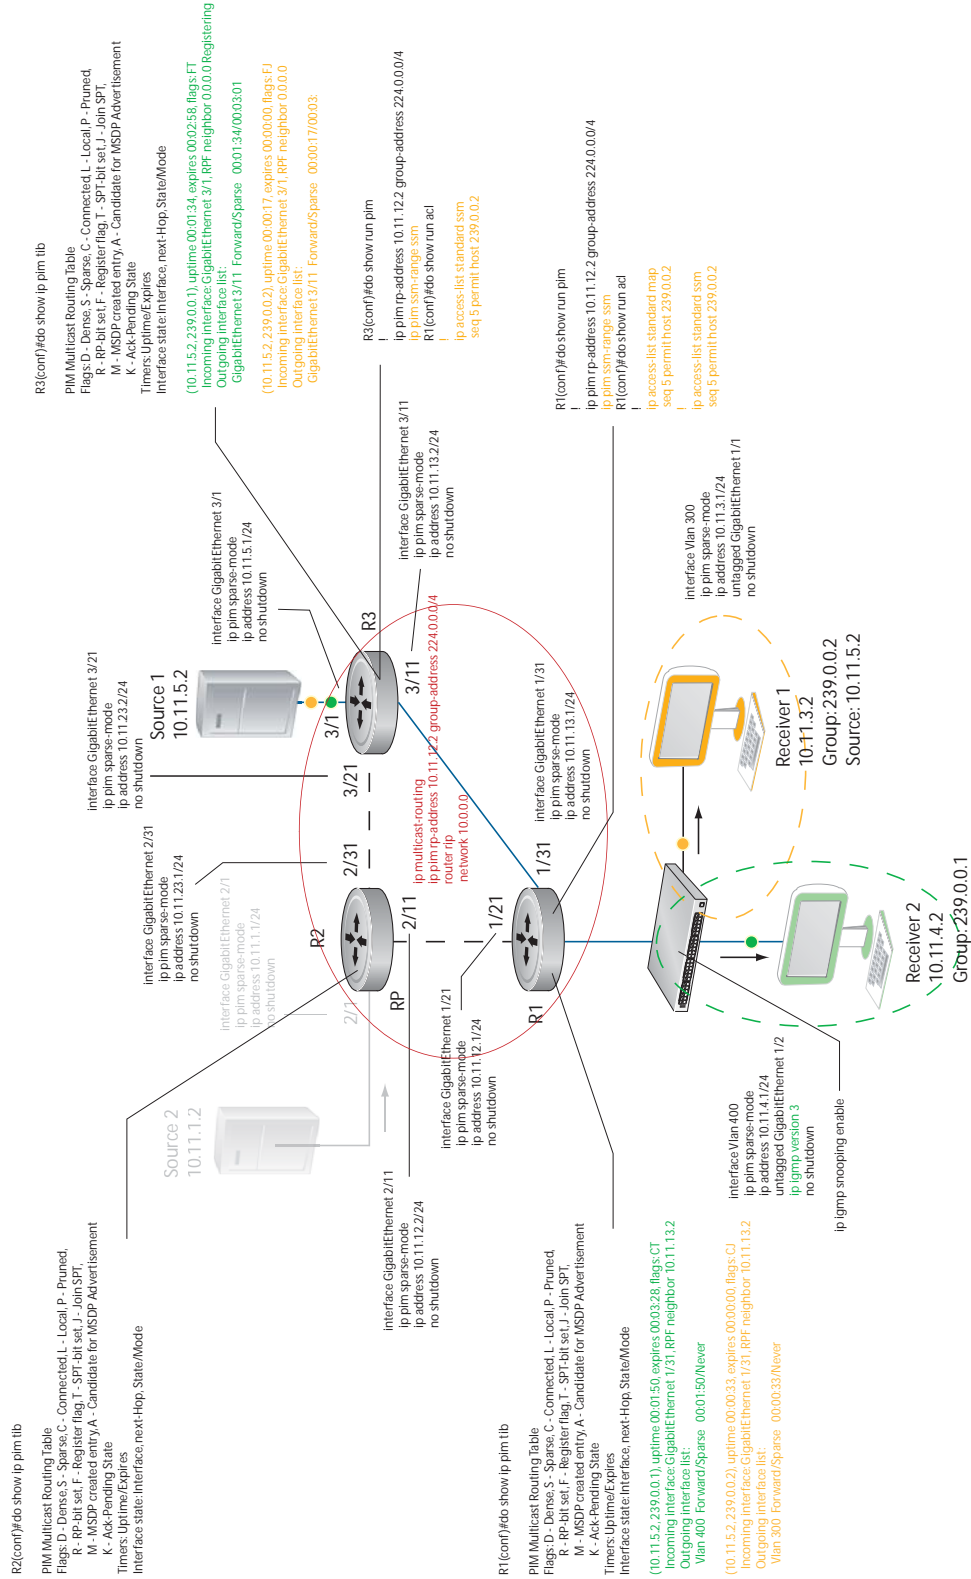 R2(conf)#do show ip pim tib
PIM Multicast Routing Table
Flags: D - Dense, S - Sparse, C - Connected, L - Local, P - Pruned,
R - RP-bit set, F - Register flag, T - SPT-bit set, J - Join SPT,
M - MSDP created entry, A - Candidate for MSDP Advertisement
K - Ack-Pending State
Timers: Uptime/Expires
Interface state: Interface, next-Hop, State/Mode
R3(conf)#do show ip pim tib
PIM Multicast Routing Table
Flags: D - Dense, S - Sparse, C - Connected, L - Local, P - Pruned,
R - RP-bit set, F - Register flag, T - SPT-bit set, J - Join SPT,
M - MSDP created entry, A - Candidate for MSDP Advertisement
K - Ack-Pending State
Timers: Uptime/Expires
Interface state: Interface, next-Hop, State/Mode
(10.11.5.2, 239.0.0.1), uptime 00:01:34, expires 00:02:58, flags: FT
Incoming interface: GigabitEthernet 3/1, RPF neighbor 0.0.0.0 Registering
Outgoing interface list:
GigabitEthernet 3/11 Forward/Sparse 00:01:34/00:03:01
(10.11.5.2, 239.0.0.2), uptime 00:00:17, expires 00:00:00, flags: FJ
Incoming interface: GigabitEthernet 3/1, RPF neighbor 0.0.0.0
Outgoing interface list:
GigabitEthernet 3/11 Forward/Sparse 00:00:17/00:03:
interface GigabitEthernet 3/21
ip pim sparse-mode
ip address 10.11.23.2/24
no shutdown
interface GigabitEthernet 2/31
ip pim sparse-mode
ip address 10.11.23.1/24
no shutdown
interface GigabitEthernet 2/1
ip pim sparse-mode
ip address 10.11.1.1/24
no shutdown
interface GigabitEthernet 3/1
ip pim sparse-mode
ip address 10.11.5.1/24
no shutdown
Source 2
10.11.1.2
Source 1
10.11.5.2
2/1
R2
RP
2/31
3/21
3/1
R3
3/11
2/11
R3(conf)#do show run pim
!
ip pim rp-address 10.11.12.2 group-address 224.0.0.0/4
ip pim ssm-range ssm
R1(conf)#do show run acl
!
ip access-list standard ssm
seq 5 permit host 239.0.0.2
interface GigabitEthernet 3/11
ip pim sparse-mode
ip address 10.11.13.2/24
no shutdown
interface GigabitEthernet 2/11
ip pim sparse-mode
ip address 10.11.12.2/24
no shutdown
ip multicast-routing
ip pim rp-address 10.11.12.2 group-address 224.0.0.0/4
router rip
network 10.0.0.0
interface GigabitEthernet 1/21
ip pim sparse-mode
ip address 10.11.12.1/24
no shutdown
1/21
1/31
R1
interface GigabitEthernet 1/31
ip pim sparse-mode
ip address 10.11.13.1/24
no shutdown
R1(conf)#do show run pim
!
ip pim rp-address 10.11.12.2 group-address 224.0.0.0/4
ip pim ssm-range ssm
R1(conf)#do show run acl
!
ip access-list standard map
seq 5 permit host 239.0.0.2
!
ip access-list standard ssm
seq 5 permit host 239.0.0.2
R1(conf)#do show ip pim tib
PIM Multicast Routing Table
Flags: D - Dense, S - Sparse, C - Connected, L - Local, P - Pruned,
R - RP-bit set, F - Register flag, T - SPT-bit set, J - Join SPT,
M - MSDP created entry, A - Candidate for MSDP Advertisement
K - Ack-Pending State
Timers: Uptime/Expires
Interface state: Interface, next-Hop, State/Mode
(10.11.5.2, 239.0.0.1), uptime 00:01:50, expires 00:03:28, flags: CT
Incoming interface: GigabitEthernet 1/31, RPF neighbor 10.11.13.2
Outgoing interface list:
Vlan 400 Forward/Sparse 00:01:50/Never
(10.11.5.2, 239.0.0.2), uptime 00:00:33, expires 00:00:00, flags: CJ
Incoming interface: GigabitEthernet 1/31, RPF neighbor 10.11.13.2
Outgoing interface list:
Vlan 300 Forward/Sparse 00:00:33/Never
interface Vlan 300
ip pim sparse-mode
ip address 10.11.3.1/24
untagged GigabitEthernet 1/1
no shutdown
interface Vlan 400
ip pim sparse-mode
ip address 10.11.4.1/24
untagged GigabitEthernet 1/2
ip igmp version 3
no shutdown
ip igmp snooping enable
Receiver 1
10.11.3.2
Group: 239.0.0.2
Source: 10.11.5.2
Receiver 2
10.11.4.2
Group: 239.0.0.1